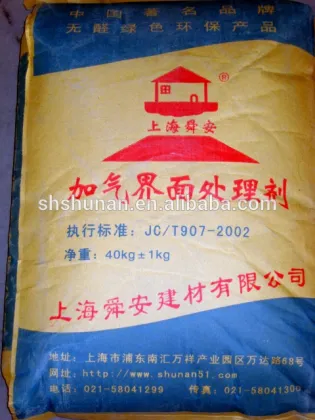 中国著名品牌
无醛绿色环保产品
®
上海舜安
shshunan.en.alibaba.com
加气界面处理剂
执行标准：JC/T907-2002
净重：40kg±1kg
上海舜安建材有限公司
地址：上海市浦东南汇万祥产业园区万达路68号
网址：http://www.shunan51.com
电话：021-58041299 传真：021-5804130